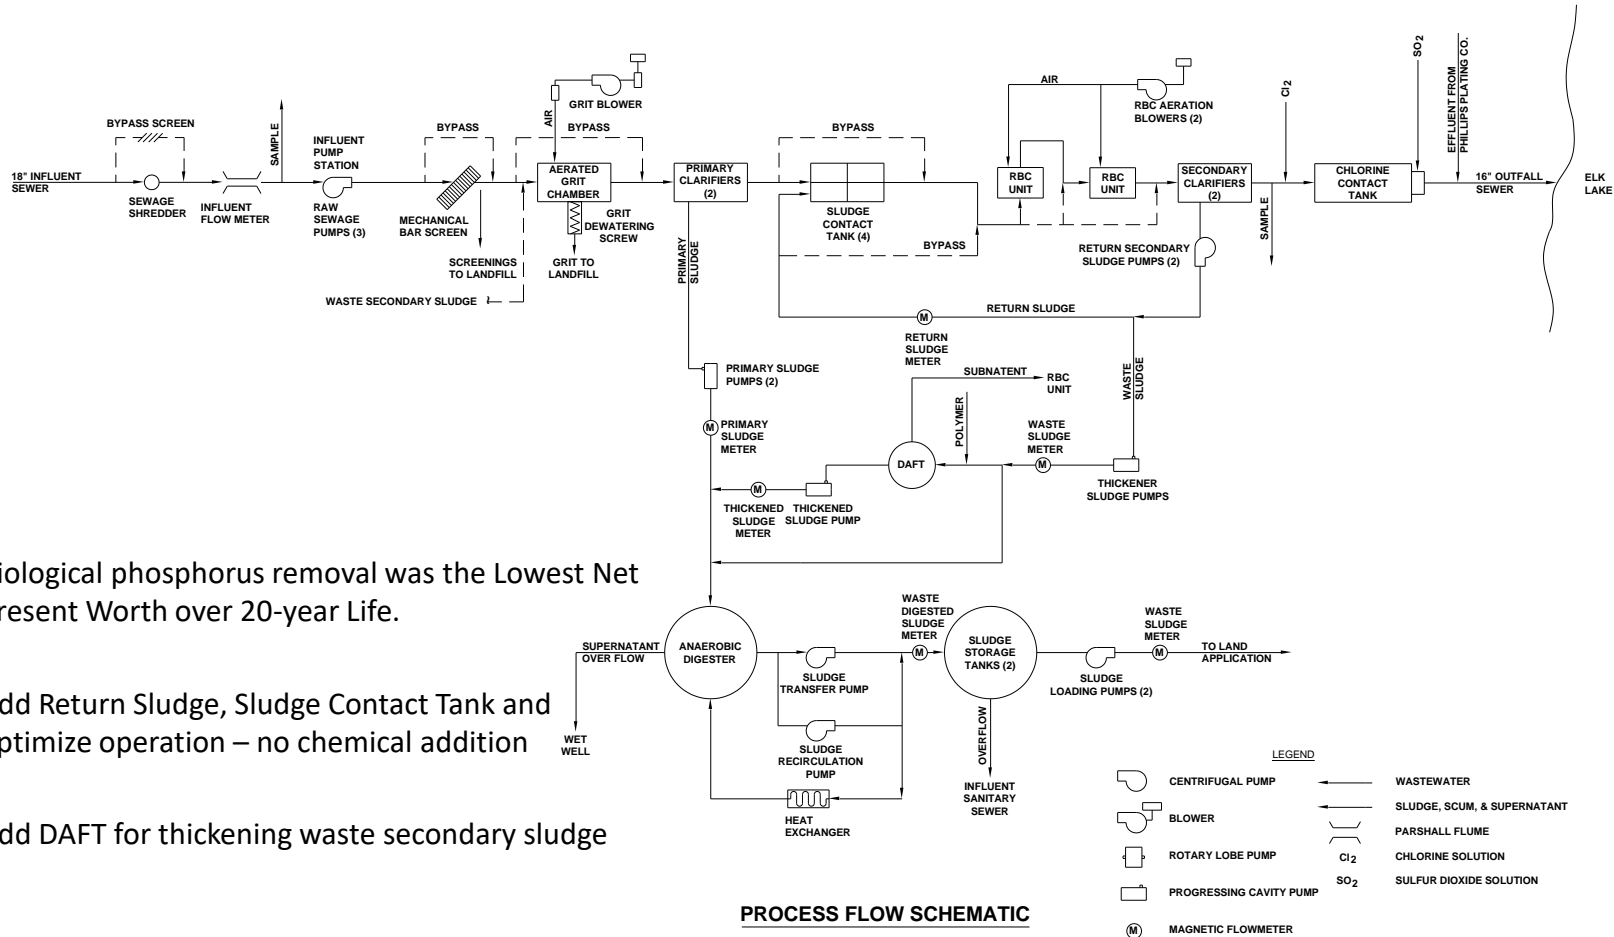 BYPASS SCREEN
18" INFLUENT
SEWER
SEWAGE
SHREDDER
INFLUENT
FLOW METER
SAMPLE
INFLUENT
PUMP
STATION
RAW
SEWAGE
PUMPS (3)
BYPASS
MECHANICAL
BAR SCREEN
SCREENINGS
TO LANDFILL
WASTE SECONDARY SLUDGE
AIR
GRIT BLOWER
BYPASS
AERATED
GRIT
CHAMBER
GRIT
DEWATERING
SCREW
GRIT TO
LANDFILL
PRIMARY
CLARIFIERS
(2)
PRIMARY
SLUDGE
BYPASS
SLUDGE
CONTACT
TANK (4)
BYPASS
AIR
RBC AERATION
BLOWERS (2)
RBC
UNIT
RBC
UNIT
SECONDARY
CLARIFIERS
(2)
RETURN SECONDARY
SLUDGE PUMPS (2)
SAMPLE
Cl2
CHLORINE
CONTACT
TANK
SO2
EFFLUENT FROM
PHILLIPS PLATING CO.
16" OUTFALL
SEWER
ELK
LAKE
RETURN SLUDGE
M
RETURN
SLUDGE
METER
WASTE
SLUDGE
PRIMARY SLUDGE
PUMPS (2)
M
PRIMARY
SLUDGE
METER
SUBNATENT
RBC
UNIT
POLYMER
DAFT
WASTE
SLUDGE
METER
M
THICKENER
SLUDGE PUMPS
M
THICKENED
SLUDGE
METER
THICKENED
SLUDGE PUMP
iological phosphorus removal was the Lowest Net
resent Worth over 20-year Life.
dd Return Sludge, Sludge Contact Tank and
ptimize operation – no chemical addition
dd DAFT for thickening waste secondary sludge
SUPERNATANT
OVER FLOW
WET
WELL
ANAEROBIC
DIGESTER
SLUDGE
TRANSFER PUMP
SLUDGE
RECIRCULATION
PUMP
HEAT
EXCHANGER
WASTE
DIGESTED
SLUDGE
METER
M
SLUDGE
STORAGE
TANKS (2)
OVERFLOW
INFLUENT
SANITARY
SEWER
SLUDGE
LOADING PUMPS (2)
WASTE
SLUDGE
METER
M
TO LAND
APPLICATION
LEGEND
CENTRIFUGAL PUMP
BLOWER
ROTARY LOBE PUMP
PROGRESSING CAVITY PUMP
M MAGNETIC FLOWMETER
WASTEWATER
SLUDGE, SCUM, & SUPERNATANT
PARSHALL FLUME
Cl2 CHLORINE SOLUTION
SO2 SULFUR DIOXIDE SOLUTION
PROCESS FLOW SCHEMATIC